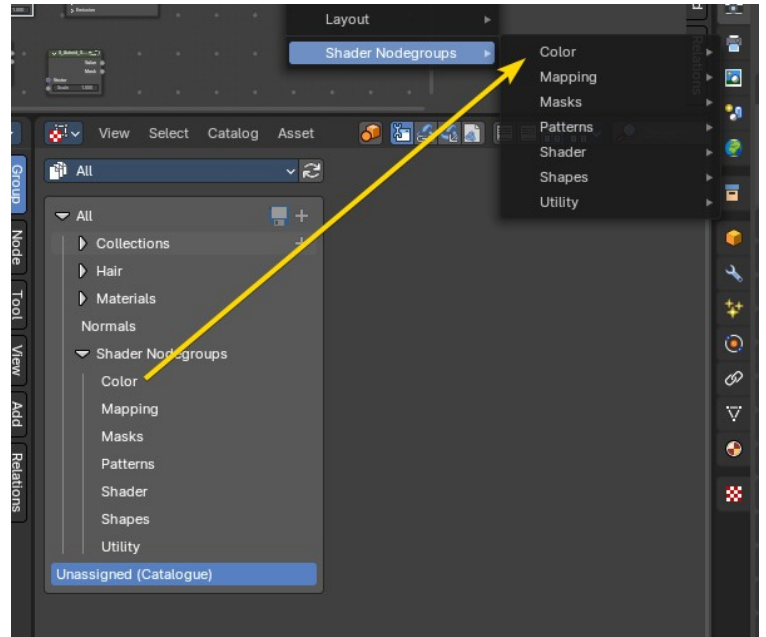 Layout
Shader Nodegroups
Color
Mapping
Masks
Patterns
Shader
Shapes
Utility
View Select Catalog Asset
All
All
Collections
Hair
Materials
Normals
Shader Nodegroups
Color
Mapping
Masks
Patterns
Shader
Shapes
Utility
Unassigned (Catalogue)
Group
Node
Tool
View
Add
Relations
Relations